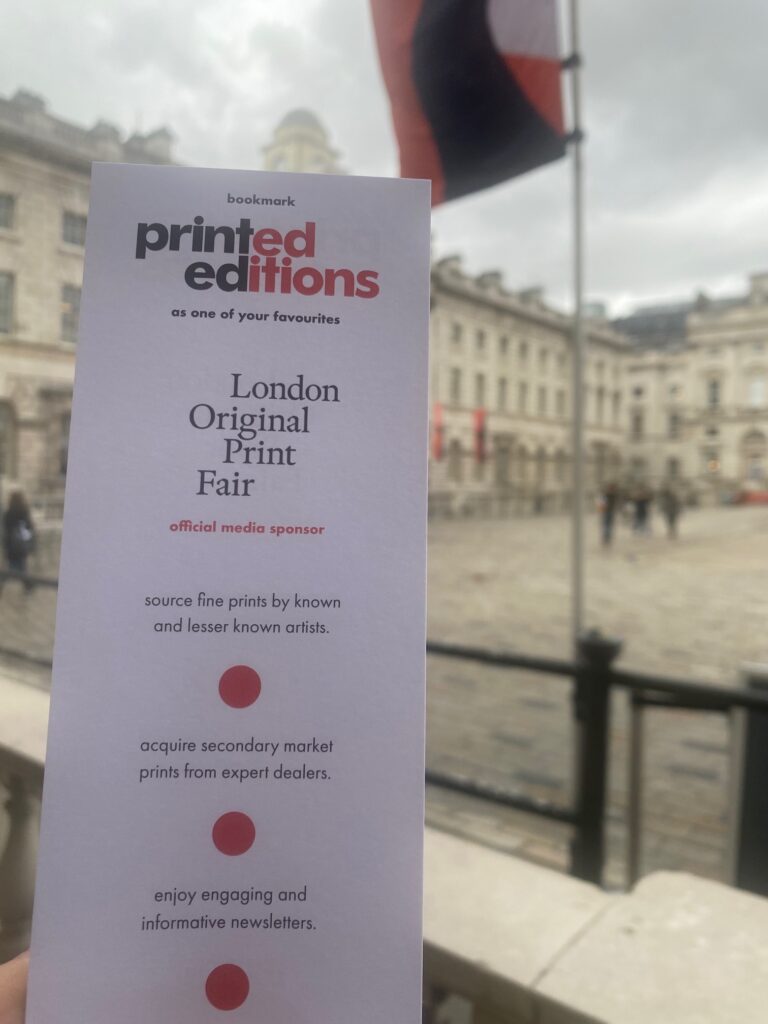 bookmark
printed
editions
as one of your favourites
London
Original
Print
Fair
official media sponsor
source fine prints by known
and lesser known artists.
acquire secondary market
prints from expert dealers.
enjoy engaging and
informative newsletters.